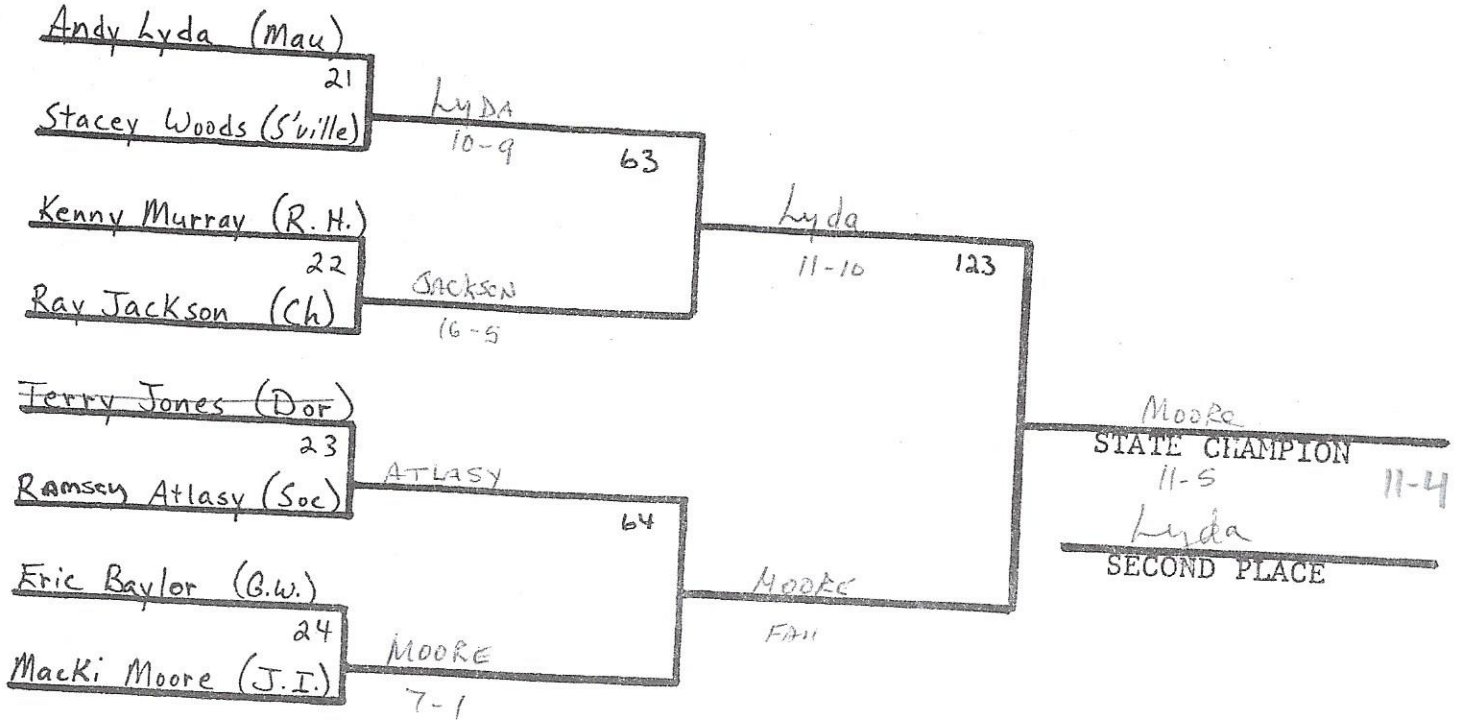 Andy Lyda (Mau)
21
Stacey Woods (S'ville)
LYDA
10-9
63
Kenny Murray (R.H.)
22
Ray Jackson (Ch)
JACKSON
16-5
Lyda
11-10
123
Terry Jones (Dor)
23
Ramsey Atlasy (Soc)
ATLASY
64
Eric Baylor (G.W.)
24
MacKi Moore (J.I.)
MOORE
7-1
MOORE
FAll
MOORe
STATE CHAMPION
11-5
11-4
Lyda
SECOND PLACE